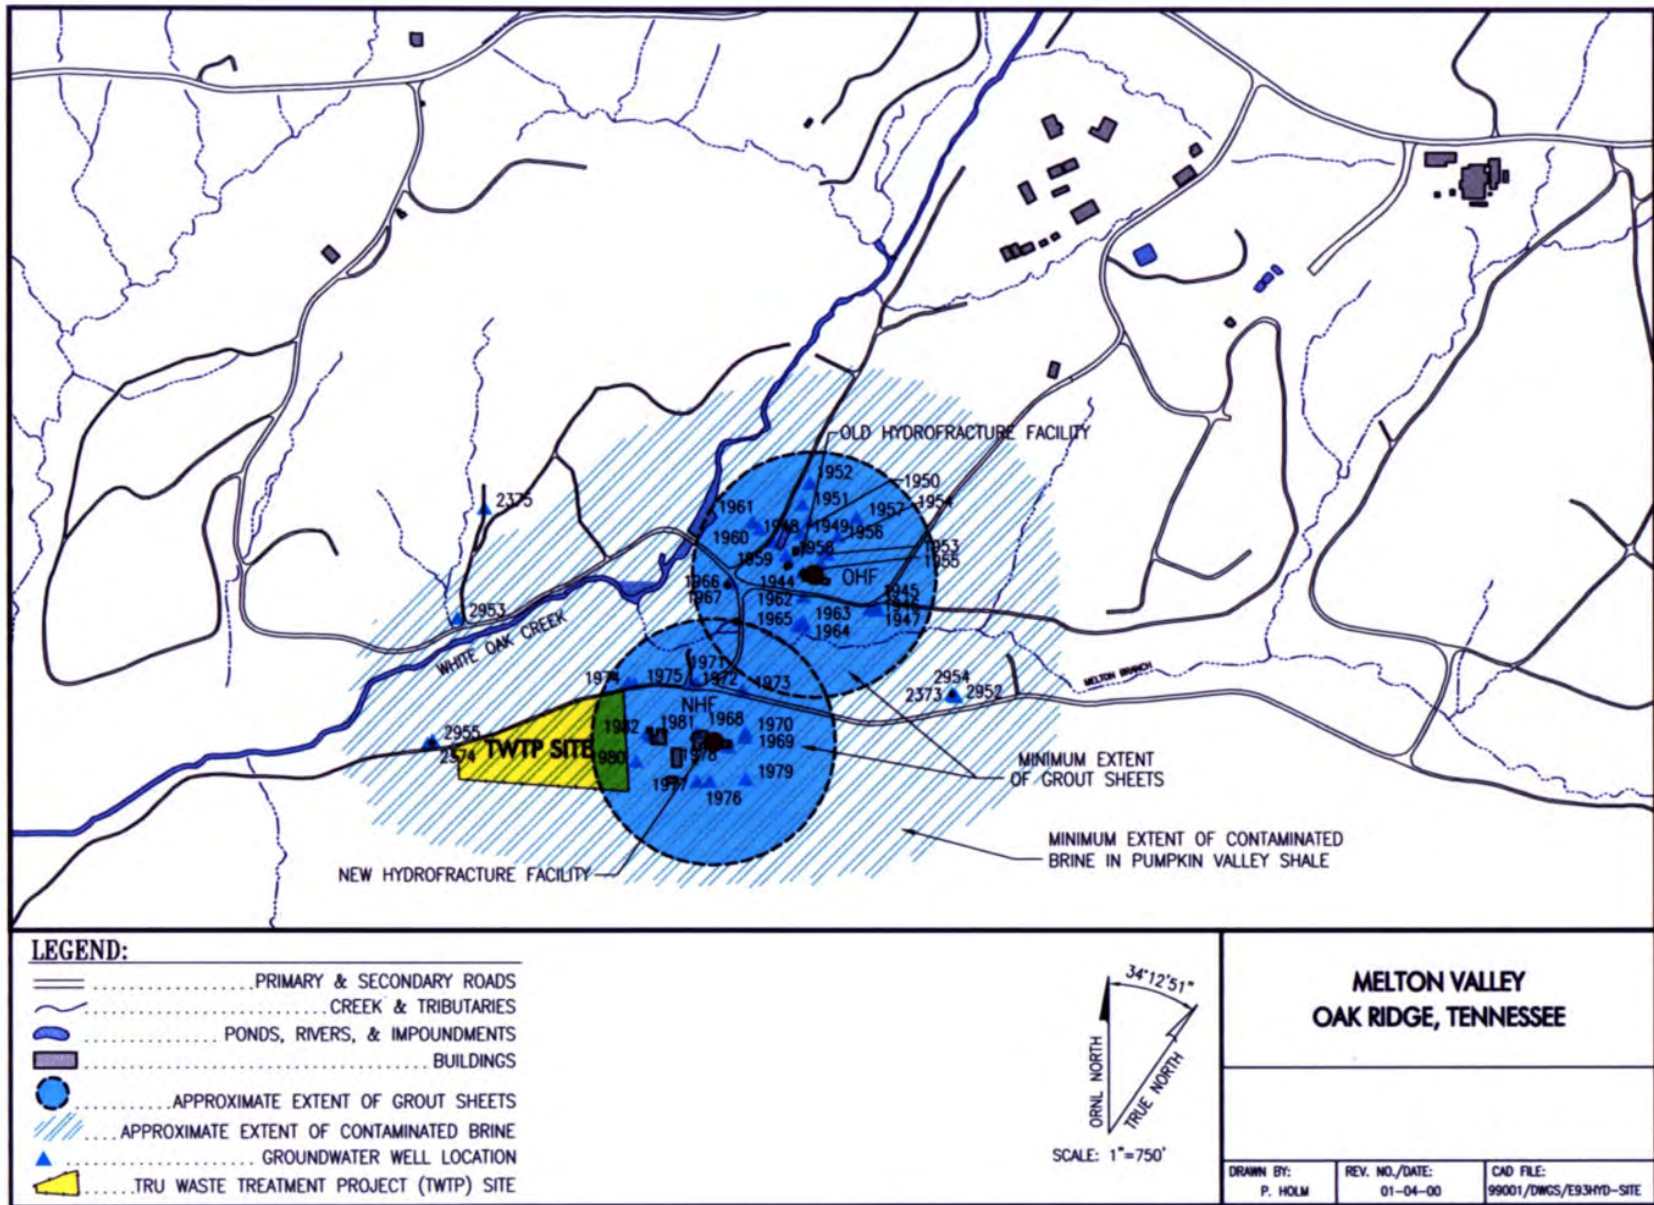 OLD HYDROFRACTURE FACILITY
1952
1950
1951
1954
1961
1957
1948
1949
1956
1960
1953
1958
1959
1955
2375
OHF
1944
1966
1945
1967
1962
1946
1963
1947
1965
1964
2953
WHITE OAK CREEK
1971
1974
1975
1972
1973
MELTON BRANCH
2954
2373
2952
NHF
1982
1981
1968
1970
1969
2955
2374
TWTP SITE
1980
1978
1979
1977
1976
MINIMUM EXTENT
OF GROUT SHEETS
MINIMUM EXTENT OF CONTAMINATED
BRINE IN PUMPKIN VALLEY SHALE
NEW HYDROFRACTURE FACILITY
LEGEND:
PRIMARY & SECONDARY ROADS
CREEK & TRIBUTARIES
PONDS, RIVERS, & IMPOUNDMENTS
BUILDINGS
APPROXIMATE EXTENT OF GROUT SHEETS
APPROXIMATE EXTENT OF CONTAMINATED BRINE
GROUNDWATER WELL LOCATION
TRU WASTE TREATMENT PROJECT (TWTP) SITE
34°12'51"
ORNL NORTH
TRUE NORTH
SCALE: 1"=750'
MELTON VALLEY
OAK RIDGE, TENNESSEE
DRAWN BY:
P. HOLM
REV. NO./DATE:
01-04-00
CAD FILE:
99001/DWGS/E93HYD-SITE